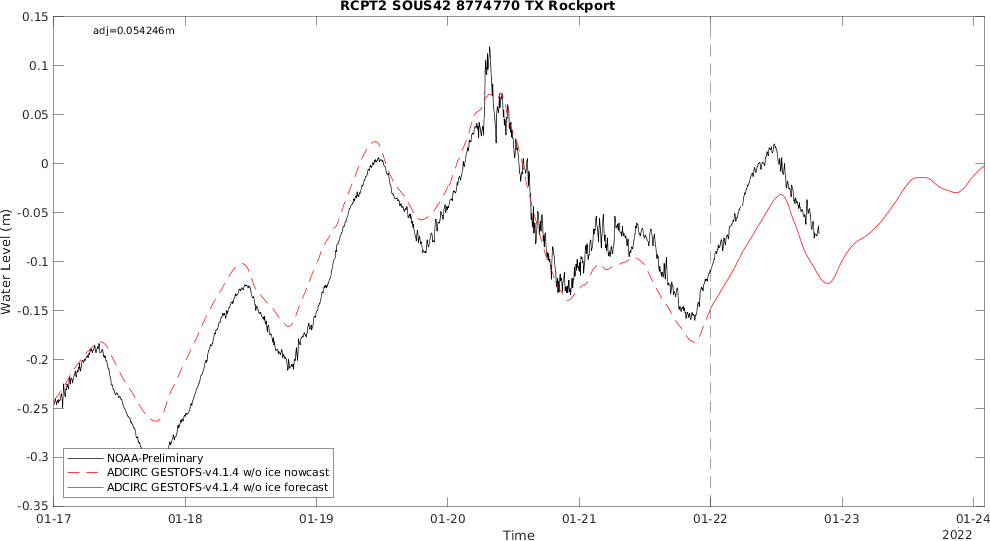 RCPT2 SOUS42 8774770 TX Rockport
adj=0.054246m
0.15
0.1
0.05
0
-0.05
-0.1
-0.15
-0.2
-0.25
-0.3
-0.35
Water Level (m)
NOAA-Preliminary
ADCIRC GESTOFS-v4.1.4 w/o ice nowcast
ADCIRC GESTOFS-v4.1.4 w/o ice forecast
01-17 01-18 01-19 01-20 01-21 01-22 01-23 01-24
Time
2022